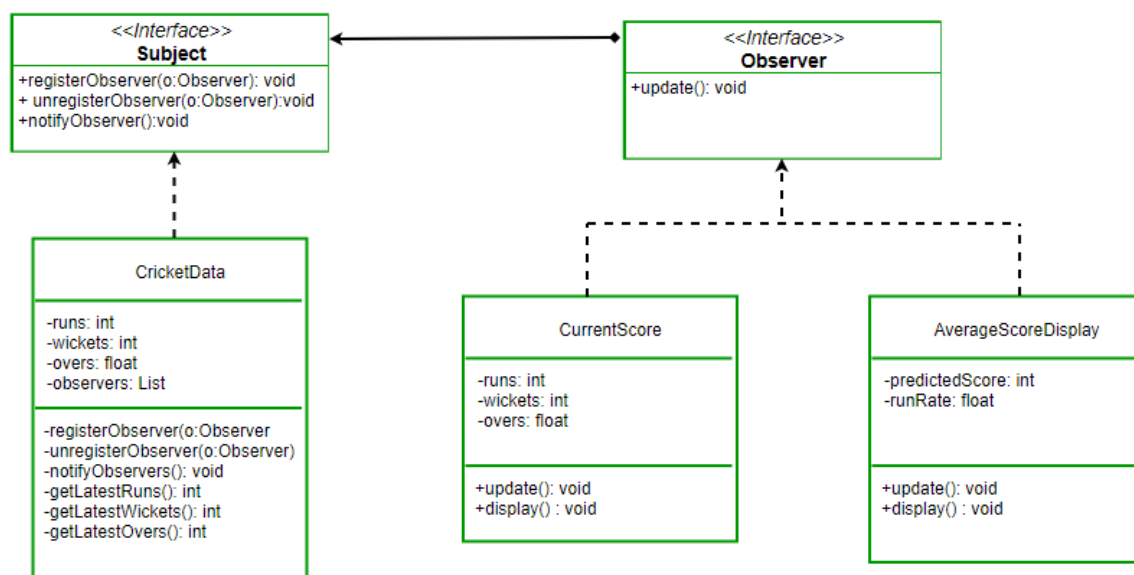 <<Interface>>
Subject
+registerObserver(o:Observer): void
+ unregisterObserver(o:Observer):void
+notifyObserver():void
<<Interface>>
Observer
+update(): void
CricketData
-runs: int
-wickets: int
-overs: float
-observers: List
-registerObserver(o:Observer
-unregisterObserver(o:Observer)
-notifyObservers(): void
-getLatestRuns(): int
-getLatestWickets(): int
-getLatestOvers(): int
CurrentScore
-runs: int
-wickets: int
-overs: float
+update(): void
+display() : void
AverageScoreDisplay
-predictedScore: int
-runRate: float
+update(): void
+display() : void